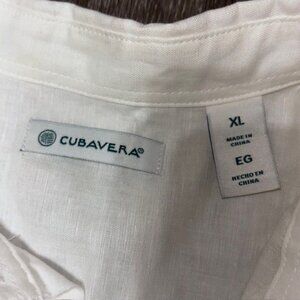 CUBAVERA®
XL
MADE IN
CHINA
EG
HECHO EN
CHINA